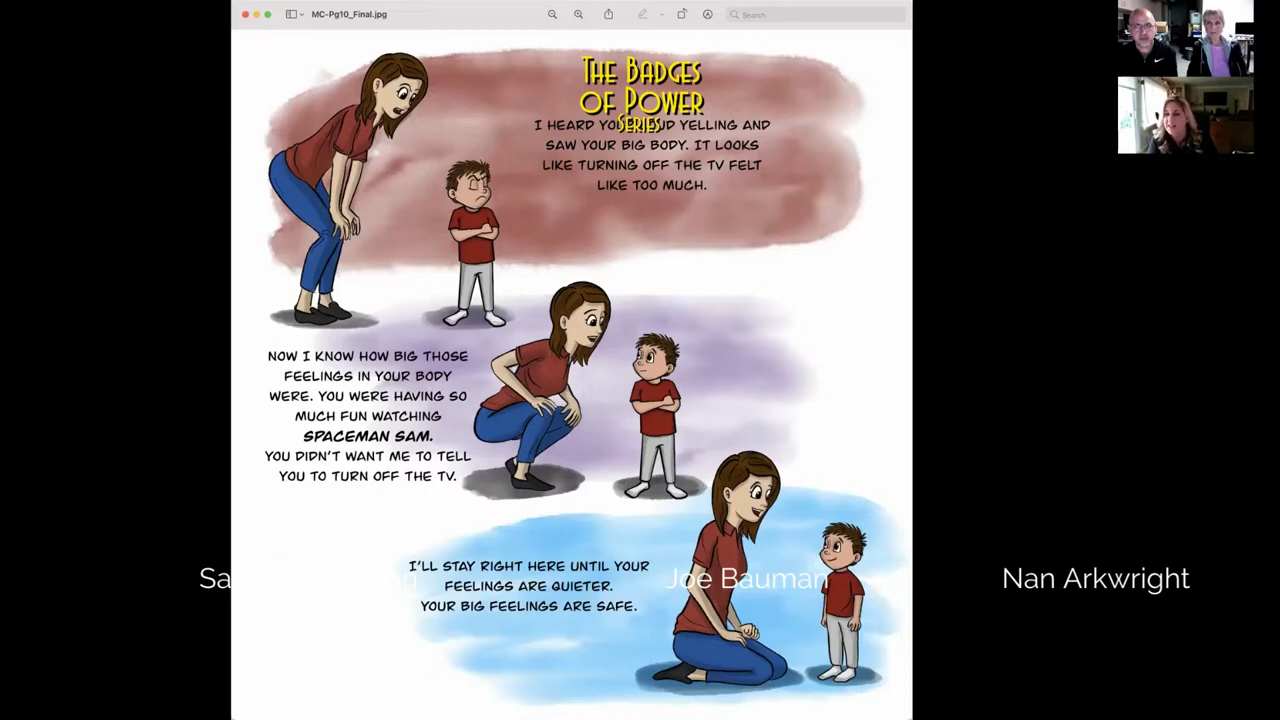 MC-Pg10_Final.jpg
Search
THE BADGES
OF POWER
SERIES
I HEARD YELLING AND
SAW YOUR BIG BODY. IT LOOKS
LIKE TURNING OFF THE TV FELT
LIKE TOO MUCH.
NOW I KNOW HOW BIG THOSE
FEELINGS IN YOUR BODY
WERE. YOU WERE HAVING SO
MUCH FUN WATCHING
SPACEMAN SAM.
YOU DIDN'T WANT ME TO TELL
YOU TO TURN OFF THE TV.
I'LL STAY RIGHT HERE UNTIL YOUR
FEELINGS ARE QUIETER.
YOUR BIG FEELINGS ARE SAFE.
Joe Bauman
Nan Arkwright